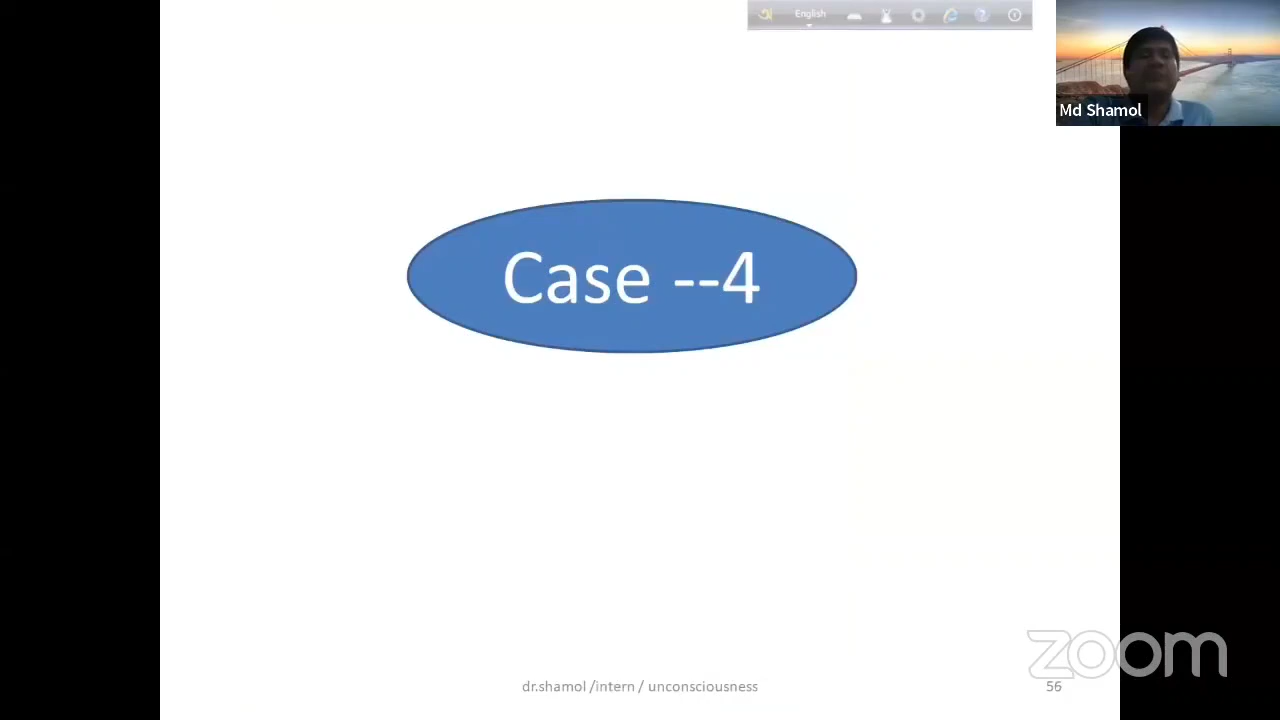 English
Md Shamol
Case --4
zoom
dr.shamol /intern / unconsciousness
56